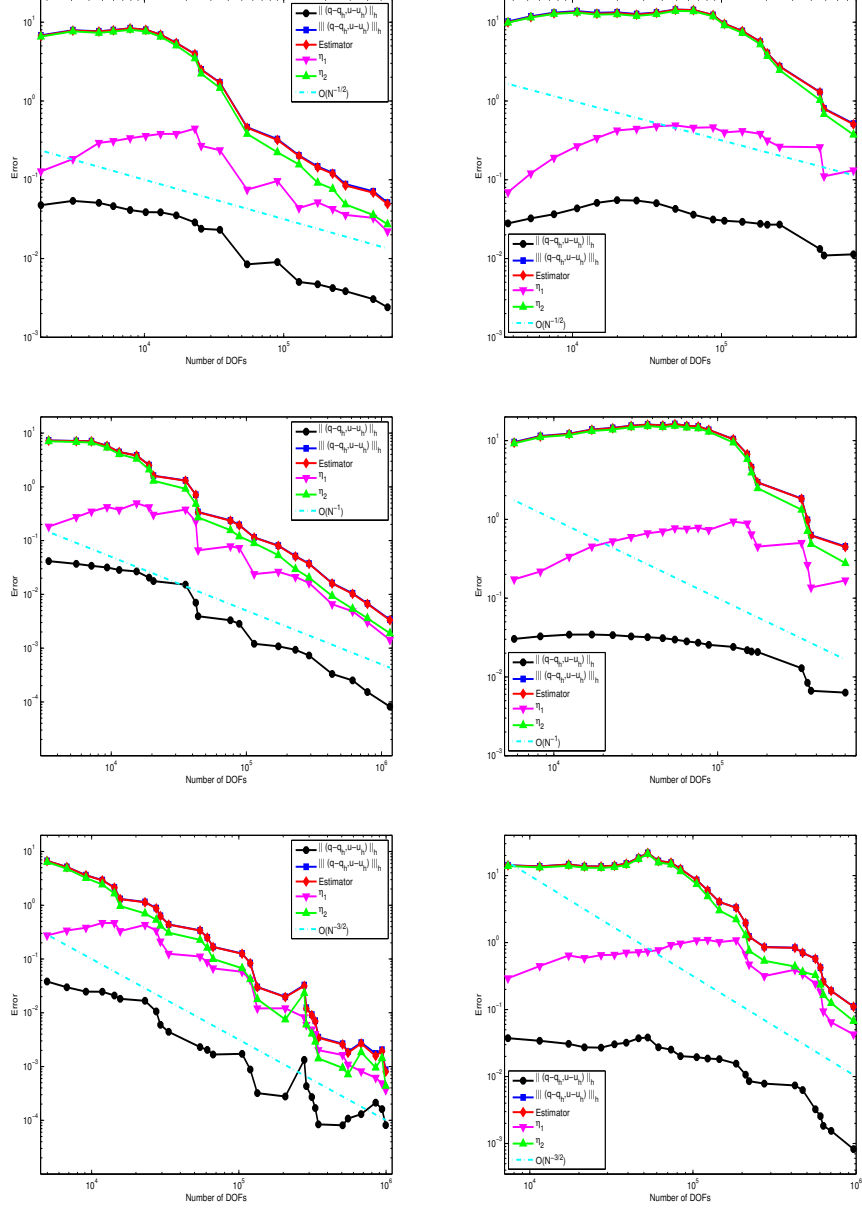 10^1
10^0
10^-1
10^-2
10^-3
Error
10^4
10^5
Number of DOFs
|| (q−q_h,u−u_h) ||_h
||| (q−q_h,u−u_h) |||_h
Estimator
η_1
η_2
O(N^-1/2)
10^1
10^0
10^-1
10^-2
10^-3
Error
10^4
10^5
Number of DOFs
|| (q−q_h,u−u_h) ||_h
||| (q−q_h,u−u_h) |||_h
Estimator
η_1
η_2
O(N^-1/2)
10^1
10^0
10^-1
10^-2
10^-3
10^-4
Error
10^4
10^5
10^6
Number of DOFs
|| (q−q_h,u−u_h) ||_h
||| (q−q_h,u−u_h) |||_h
Estimator
η_1
η_2
O(N^-1)
10^1
10^0
10^-1
10^-2
10^-3
Error
10^4
10^5
Number of DOFs
|| (q−q_h,u−u_h) ||_h
||| (q−q_h,u−u_h) |||_h
Estimator
η_1
η_2
O(N^-1)
10^1
10^0
10^-1
10^-2
10^-3
10^-4
Error
10^4
10^5
10^6
Number of DOFs
|| (q−q_h,u−u_h) ||_h
||| (q−q_h,u−u_h) |||_h
Estimator
η_1
η_2
O(N^-3/2)
10^1
10^0
10^-1
10^-2
10^-3
Error
10^4
10^5
10^6
Number of DOFs
|| (q−q_h,u−u_h) ||_h
||| (q−q_h,u−u_h) |||_h
Estimator
η_1
η_2
O(N^-3/2)